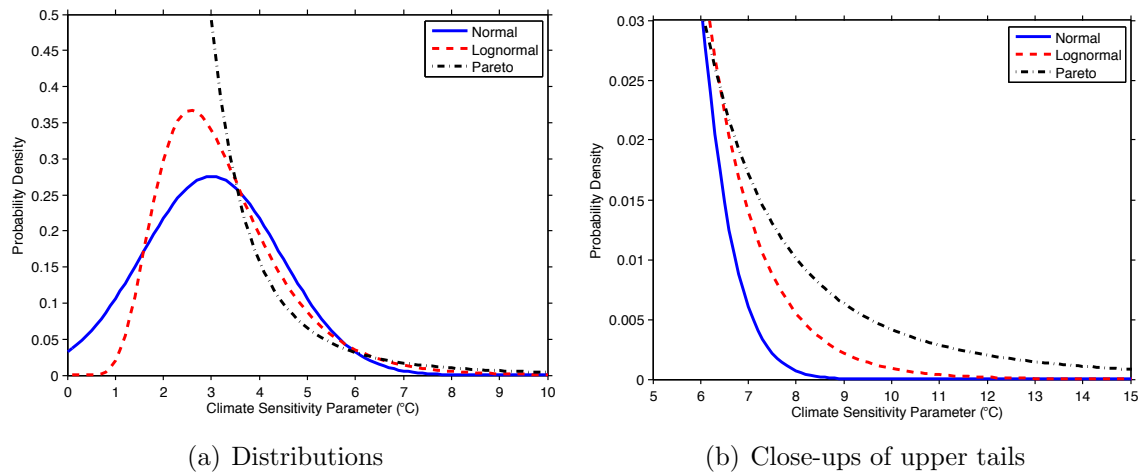 0.5
0.45
0.4
0.35
0.3
0.25
0.2
0.15
0.1
0.05
0
Probability Density
Normal
Lognormal
Pareto
0 1 2 3 4 5 6 7 8 9 10
Climate Sensitivity Parameter (°C)
(a) Distributions
0.03
0.025
0.02
0.015
0.01
0.005
0
Probability Density
Normal
Lognormal
Pareto
5 6 7 8 9 10 11 12 13 14 15
Climate Sensitivity Parameter (°C)
(b) Close-ups of upper tails